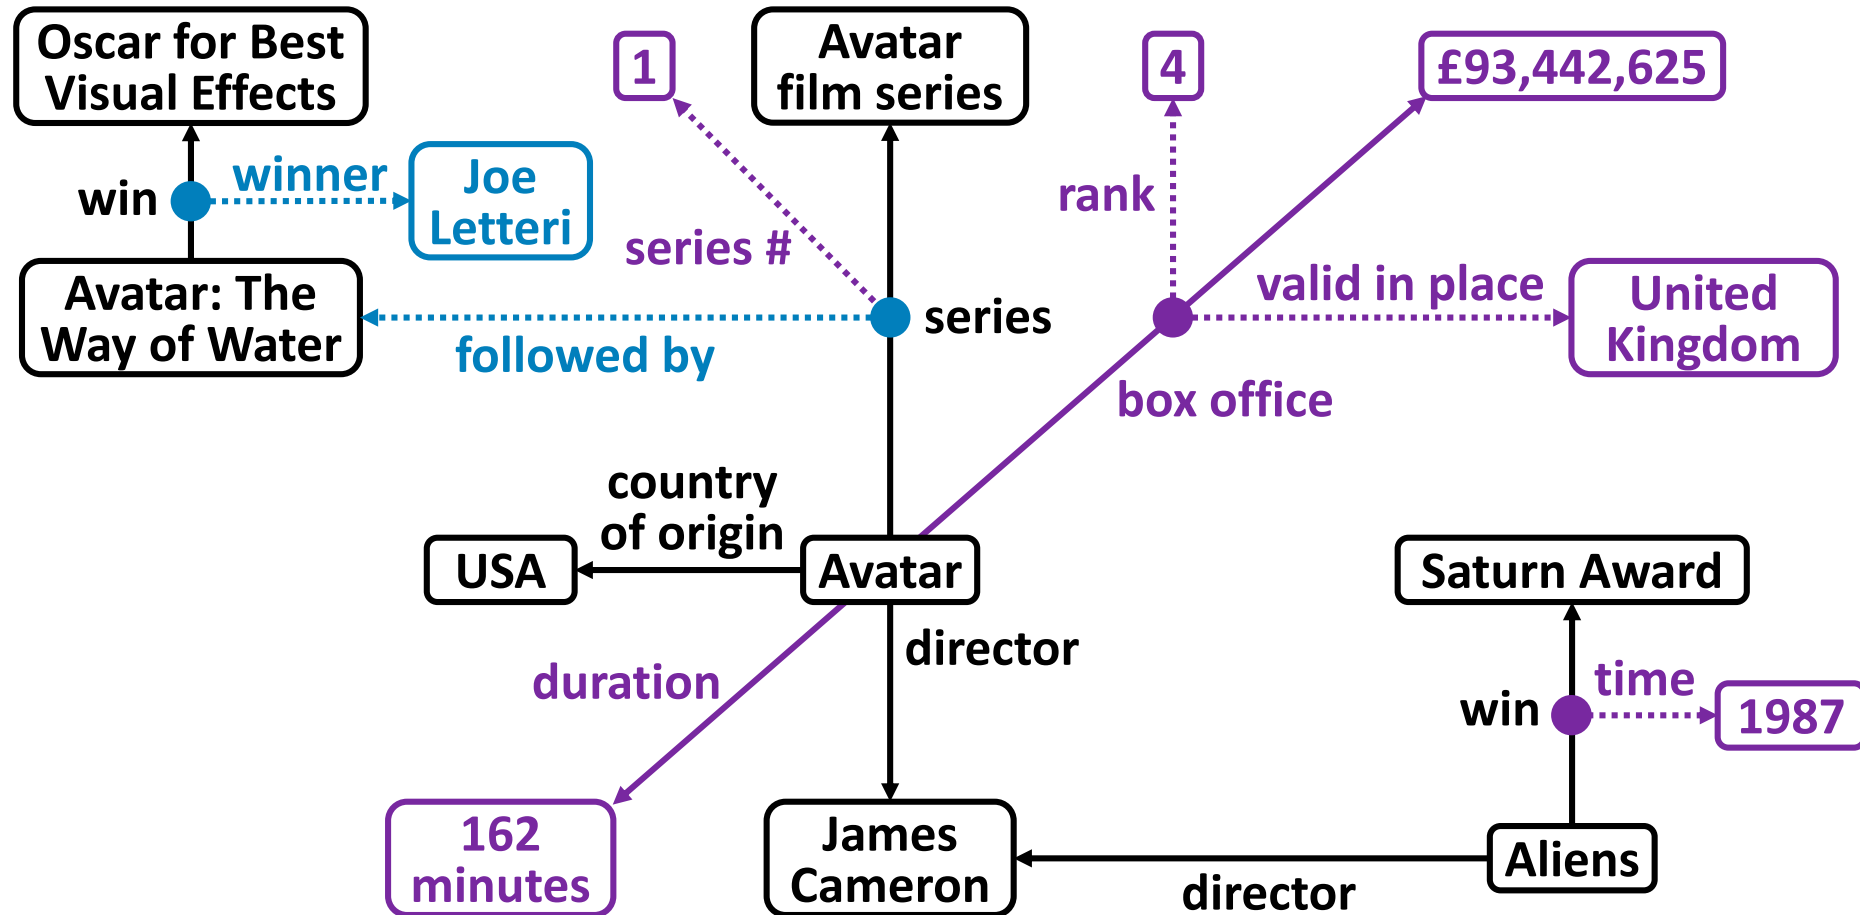 Oscar for Best
Visual Effects
1
Avatar
film series
4
£93,442,625
win
winner
Joe
Letteri
rank
series #
valid in place
United
Kingdom
Avatar: The
Way of Water
followed by
series
box office
country
of origin
USA
Avatar
Saturn Award
director
duration
win
time
1987
162
minutes
James
Cameron
director
Aliens